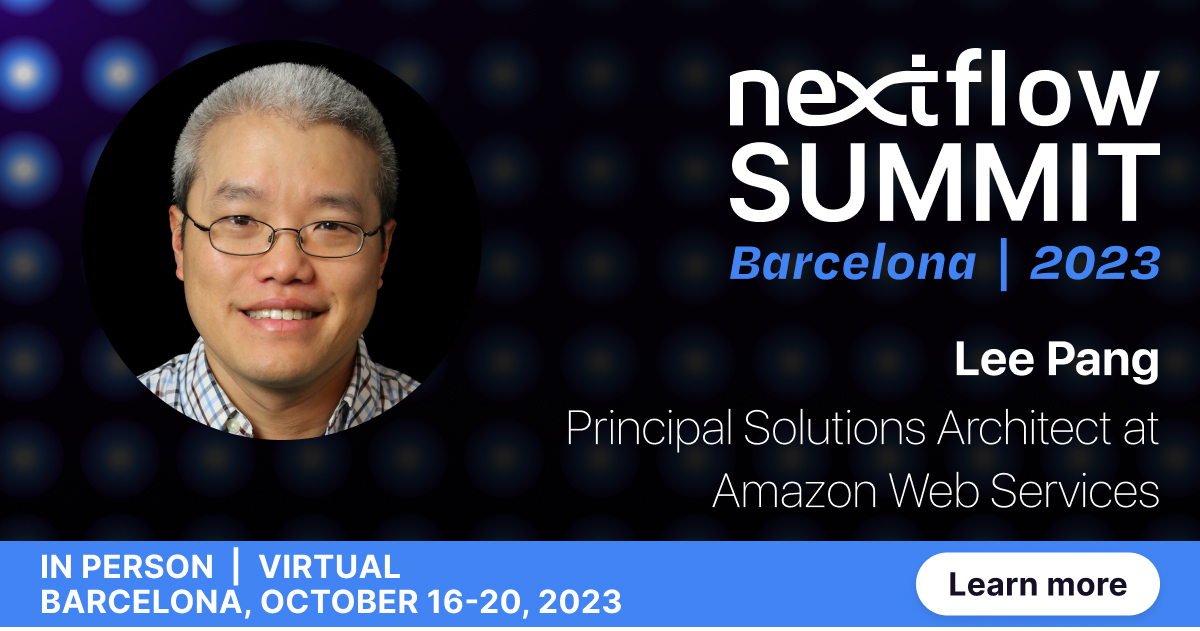 nextflow
SUMMIT
Barcelona | 2023
Lee Pang
Principal Solutions Architect at
Amazon Web Services
IN PERSON | VIRTUAL
BARCELONA, OCTOBER 16-20, 2023
Learn more